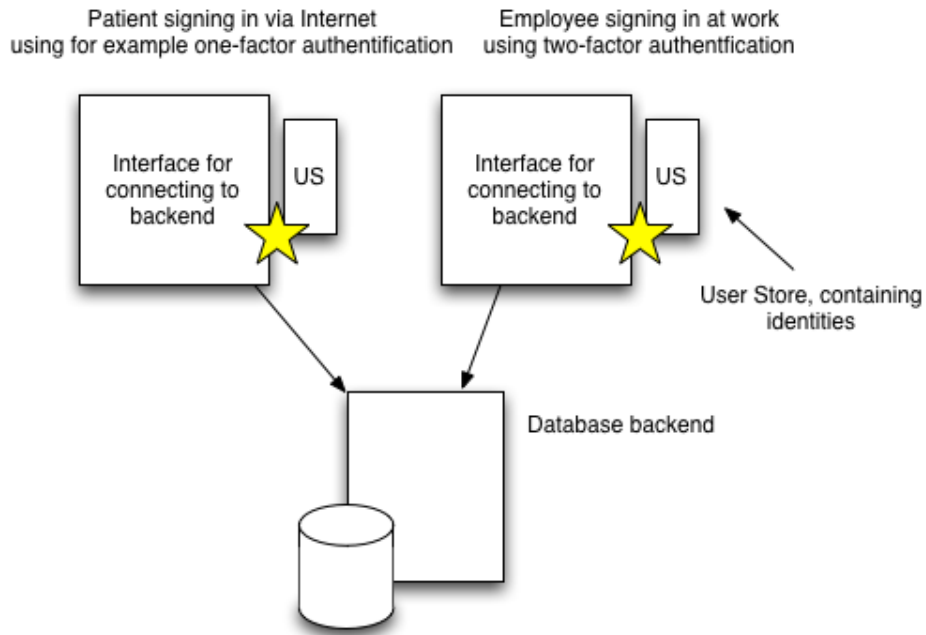 Patient signing in via Internet
using for example one-factor authentification
Employee signing in at work
using two-factor authentfication
Interface for
connecting to
backend
US
Interface for
connecting to
backend
US
User Store, containing
identities
Database backend